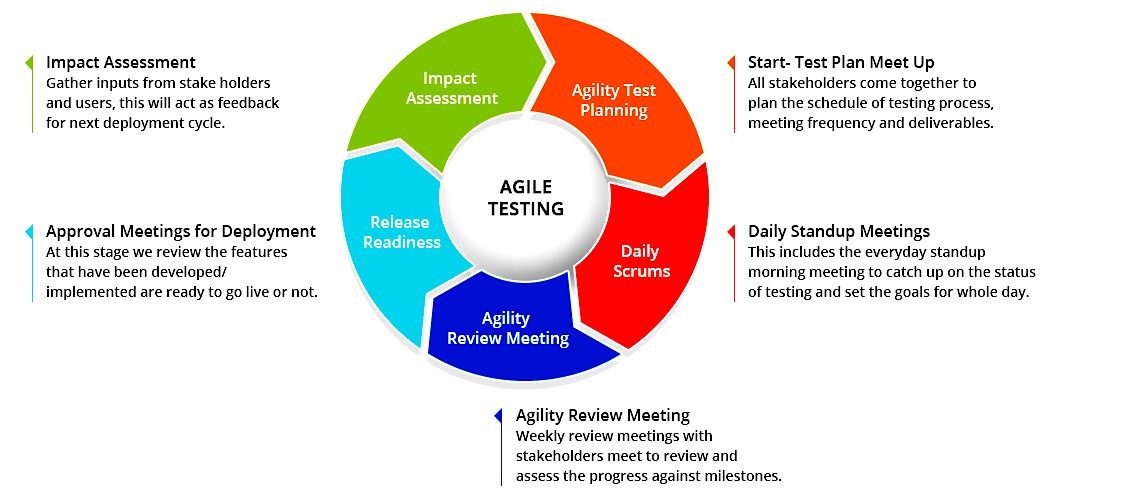 Impact Assessment
Gather inputs from stake holders
and users, this will act as feedback
for next deployment cycle.
Approval Meetings for Deployment
At this stage we review the features
that have been developed/
implemented are ready to go live or not.
Impact
Assessment
Agility Test
Planning
AGILE
TESTING
Release
Readiness
Daily
Scrums
Agility
Review Meeting
Start- Test Plan Meet Up
All stakeholders come together to
plan the schedule of testing process,
meeting frequency and deliverables.
Daily Standup Meetings
This includes the everyday standup
morning meeting to catch up on the status
of testing and set the goals for whole day.
Agility Review Meeting
Weekly review meetings with
stakeholders meet to review and
assess the progress against milestones.